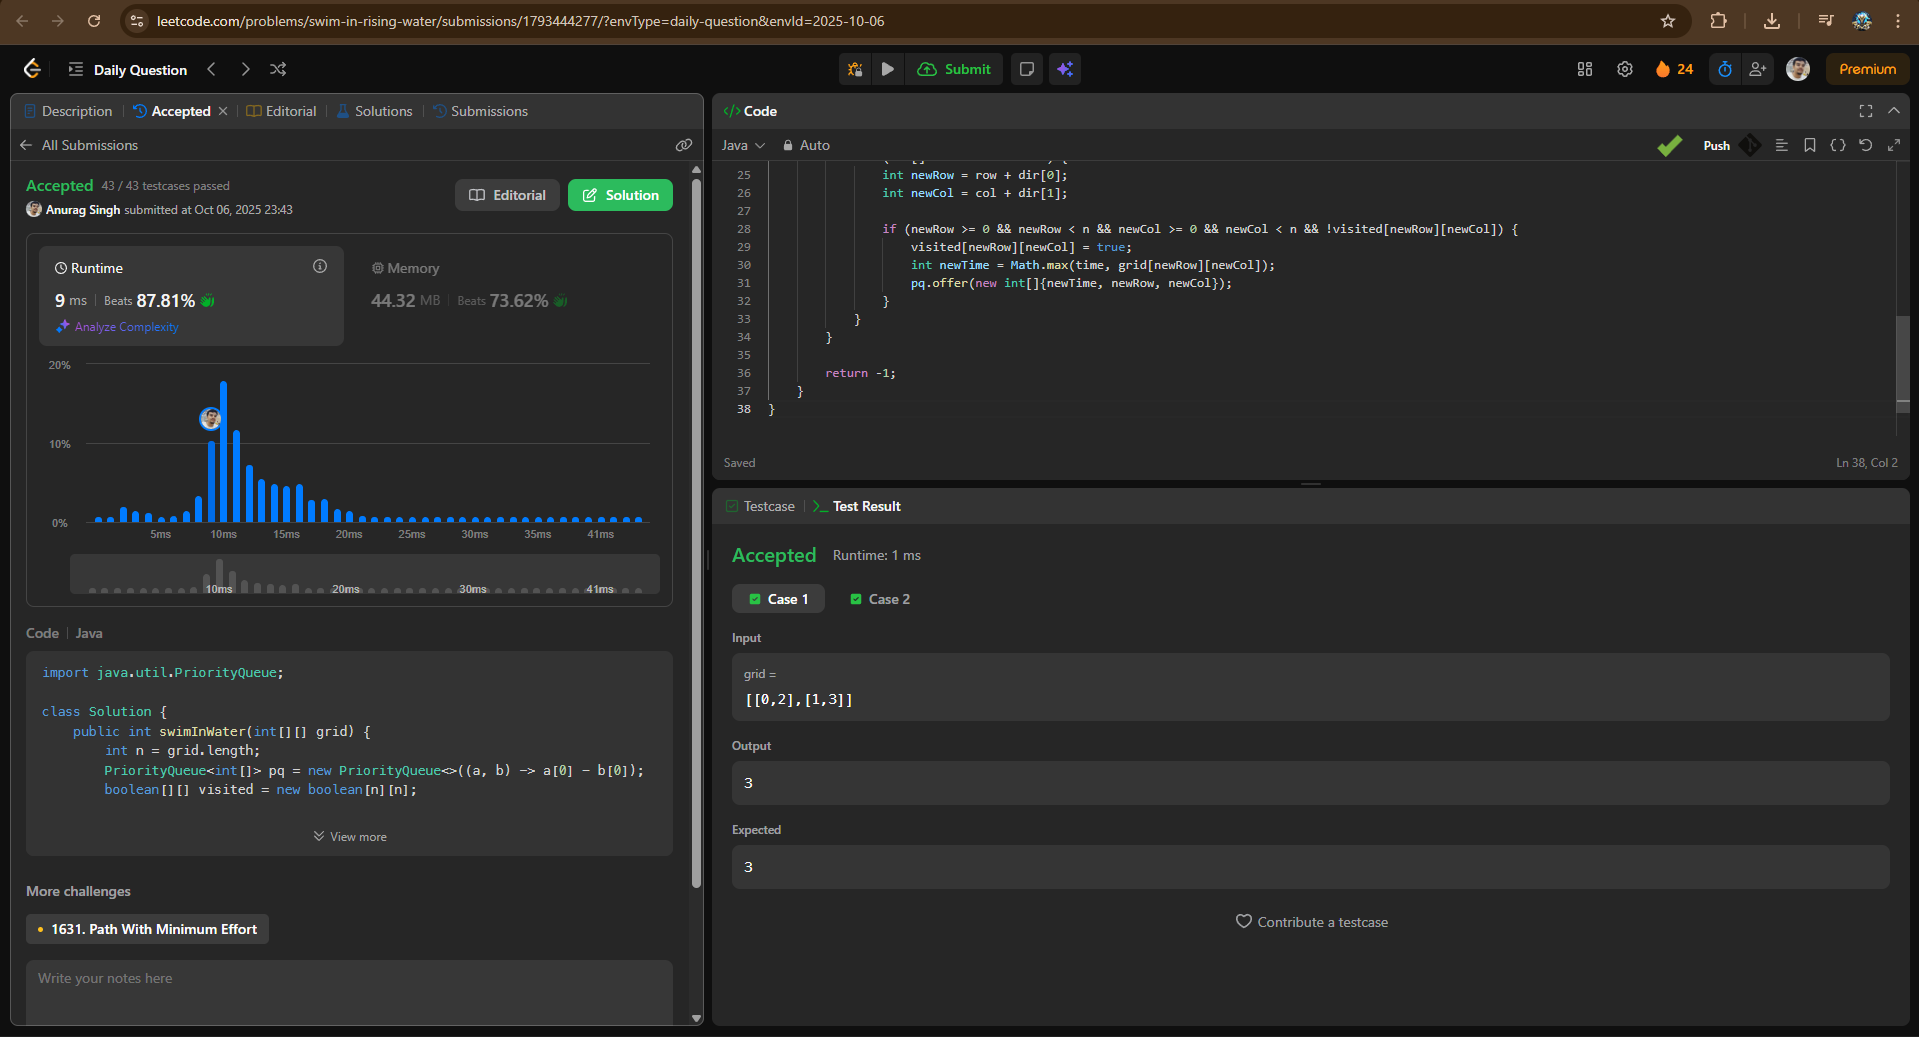 leetcode.com/problems/swim-in-rising-water/submissions/1793444277/?envType=daily-question&envId=2025-10-06
Daily Question
Submit
24
Premium
Description
Accepted
Editorial
Solutions
Submissions
All Submissions
Accepted 43 / 43 testcases passed
Anurag Singh submitted at Oct 06, 2025 23:43
Editorial
Solution
Runtime
9 ms Beats 87.81%
Analyze Complexity
Memory
44.32 MB Beats 73.62%
20%
10%
0%
5ms 10ms 15ms 20ms 25ms 30ms 35ms 41ms
10ms 20ms 30ms 41ms
Code Java
import java.util.PriorityQueue;
class Solution {
public int swimInWater(int[][] grid) {
int n = grid.length;
PriorityQueue<int[]> pq = new PriorityQueue<>((a, b) -> a[0] - b[0]);
boolean[][] visited = new boolean[n][n];
View more
More challenges
1631. Path With Minimum Effort
Write your notes here
</> Code
Java Auto
Push
25 int newRow = row + dir[0];
26 int newCol = col + dir[1];
27
28 if (newRow >= 0 && newRow < n && newCol >= 0 && newCol < n && !visited[newRow][newCol]) {
29 visited[newRow][newCol] = true;
30 int newTime = Math.max(time, grid[newRow][newCol]);
31 pq.offer(new int[]{newTime, newRow, newCol});
32 }
33 }
34 }
35
36 return -1;
37 }
38 }
Saved
Ln 38, Col 2
Testcase
Test Result
Accepted Runtime: 1 ms
Case 1 Case 2
Input
grid =
[[0,2],[1,3]]
Output
3
Expected
3
Contribute a testcase